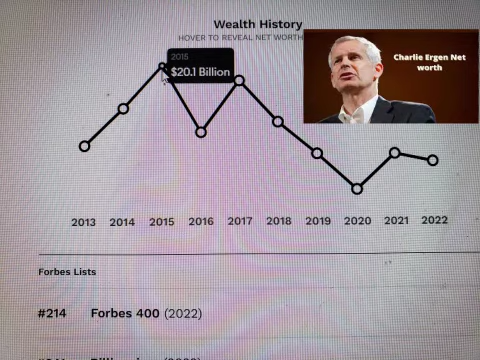 Wealth History
HOVER TO REVEAL NET WORTH
2015
$20.1 Billion
Charlie Ergen Net
worth
2013 2014 2015 2016 2017 2018 2019 2020 2021 2022
Forbes Lists
#214 Forbes 400 (2022)